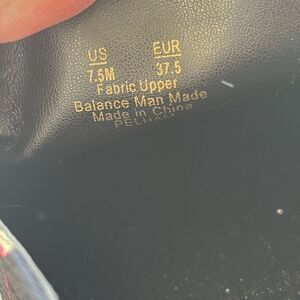 US EUR
7.5M 37.5
Fabric Upper
Balance Man Made
Made in China